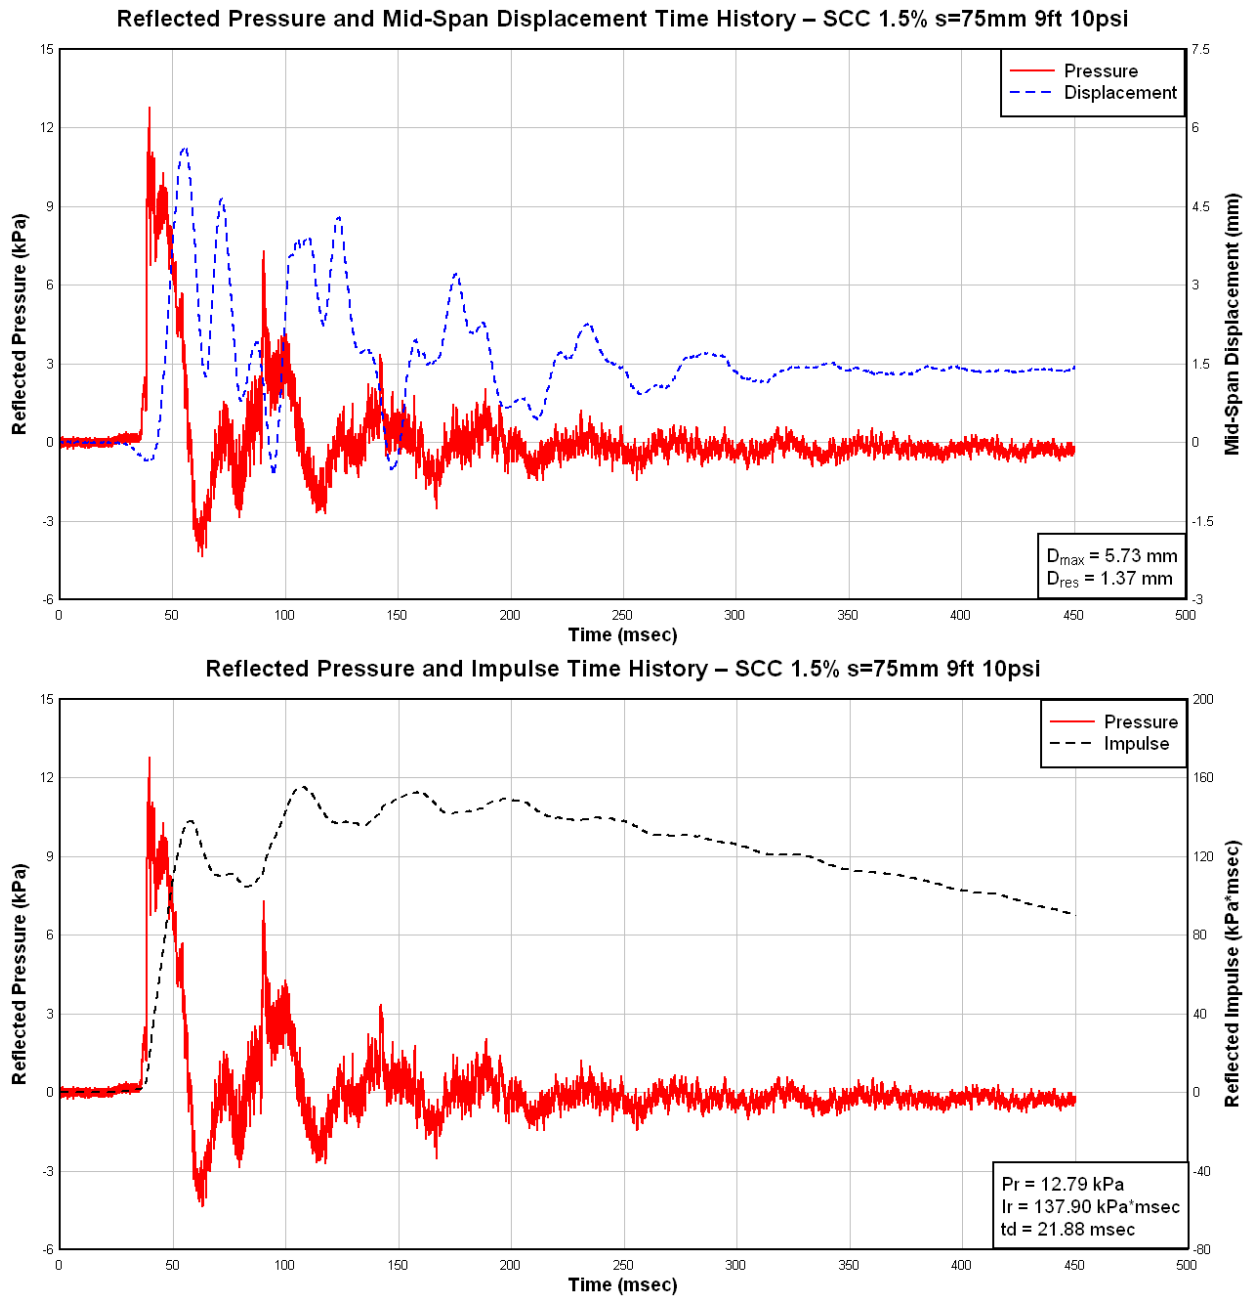 Reflected Pressure and Mid-Span Displacement Time History – SCC 1.5% s=75mm 9ft 10psi
Reflected Pressure (kPa)
15
12
9
6
3
0
-3
-6
Pressure
Displacement
7.5
6
4.5
3
1.5
0
-1.5
-3
Mid-Span Displacement (mm)
Dmax = 5.73 mm
Dres = 1.37 mm
0 50 100 150 200 250 300 350 400 450 500
Time (msec)
Reflected Pressure and Impulse Time History – SCC 1.5% s=75mm 9ft 10psi
Reflected Pressure (kPa)
15
12
9
6
3
0
-3
-6
Pressure
Impulse
200
160
120
80
40
0
-40
-80
Reflected Impulse (kPa*msec)
Pr = 12.79 kPa
Ir = 137.90 kPa*msec
td = 21.88 msec
0 50 100 150 200 250 300 350 400 450 500
Time (msec)